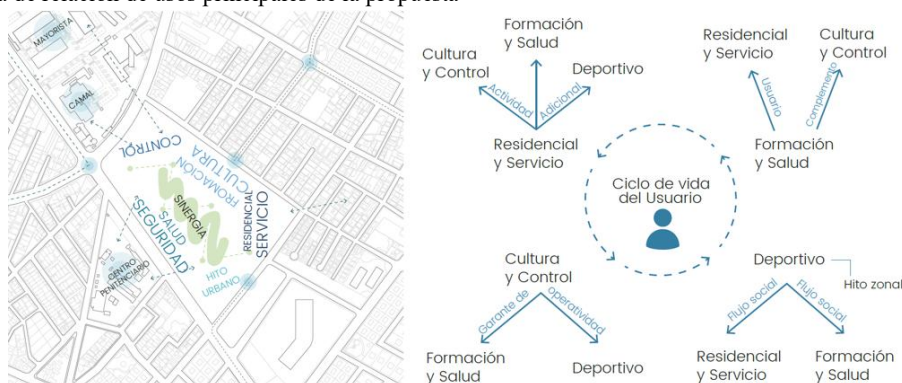 a de relación de usos principales de la propuesta
MAYORISTA
CAMAL
CONTROL
FROMACIÓN
CULTURA
SINERGÍA
SALUD
"SEGURIDAD"
RESIDENCIAL
SERVICIO
HITO
URBANO
CENTRO
PENITENCIARIO
Formación
y Salud
Cultura
y Control
Deportivo
Actividad
Adicional
Residencial
y Servicio
Residencial
y Servicio
Cultura
y Control
Usuario
Complemento
Formación
y Salud
Ciclo de vida
del Usuario
Cultura
y Control
Garante de
operatividad
Formación
y Salud
Deportivo
Deportivo
Hito zonal
Flujo social
Flujo social
Residencial
y Servicio
Formación
y Salud